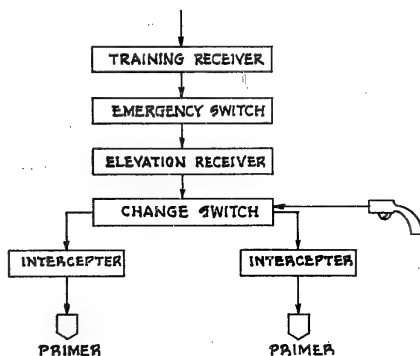 TRAINING RECEIVER
EMERGENCY SWITCH
ELEVATION RECEIVER
CHANGE SWITCH
INTERCEPTER
INTERCEPTER
PRIMER
PRIMER